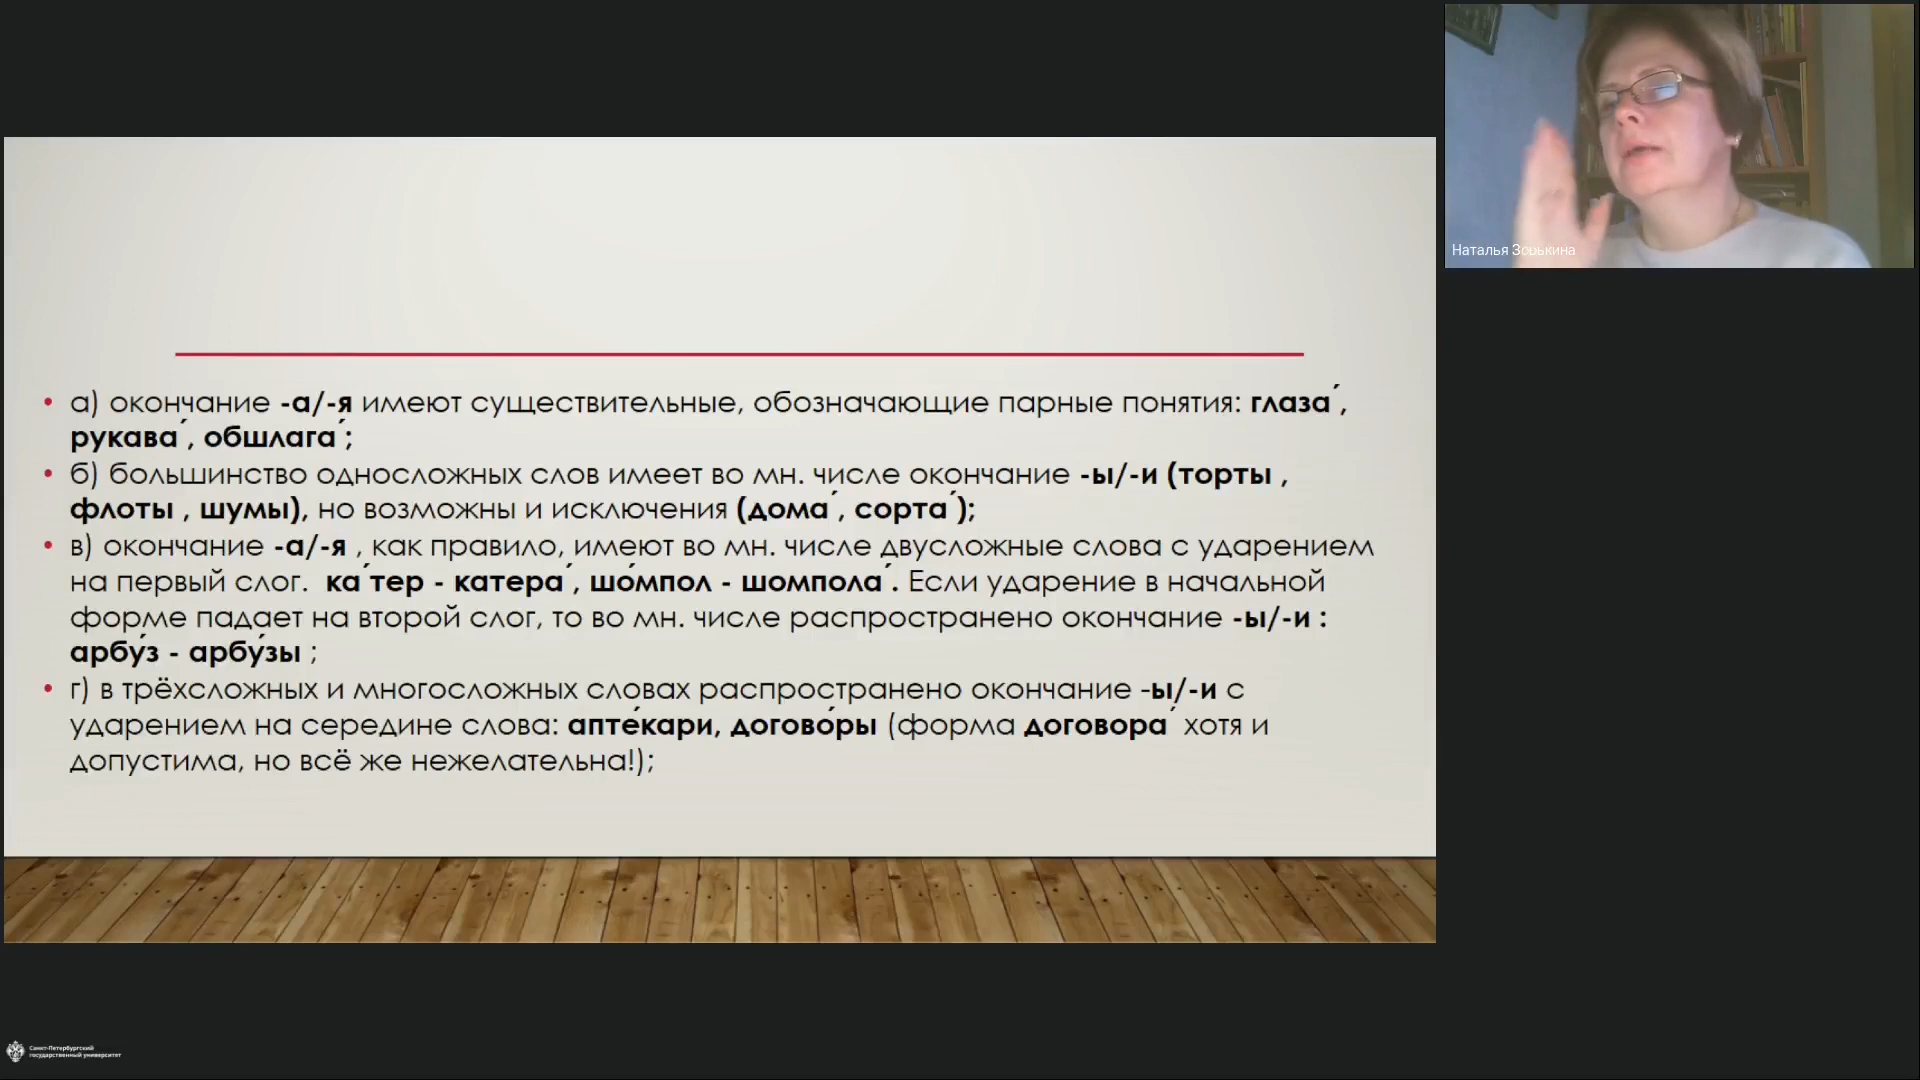 Наталья Зорькина
• а) окончание -а/-я имеют существительные, обозначающие парные понятия: глаза ́,
рукава ́, обшлага ́;
• б) большинство односложных слов имеет во мн. числе окончание -ы/-и (торты ,
флоты , шумы), но возможны и исключения (дома ́, сорта ́);
• в) окончание -а/-я , как правило, имеют во мн. числе двусложные слова с ударением
на первый слог. ка ́тер - катера ́, шо́мпол - шомпола ́. Если ударение в начальной
форме падает на второй слог, то во мн. числе распространено окончание -ы/-и :
арбу́з - арбу́зы ;
• г) в трёхсложных и многосложных словах распространено окончание -ы/-и с
ударением на середине слова: апте́кари, догово́ры (форма договора ́ хотя и
допустима, но всё же нежелательна!);
Санкт-Петербургский
государственный университет